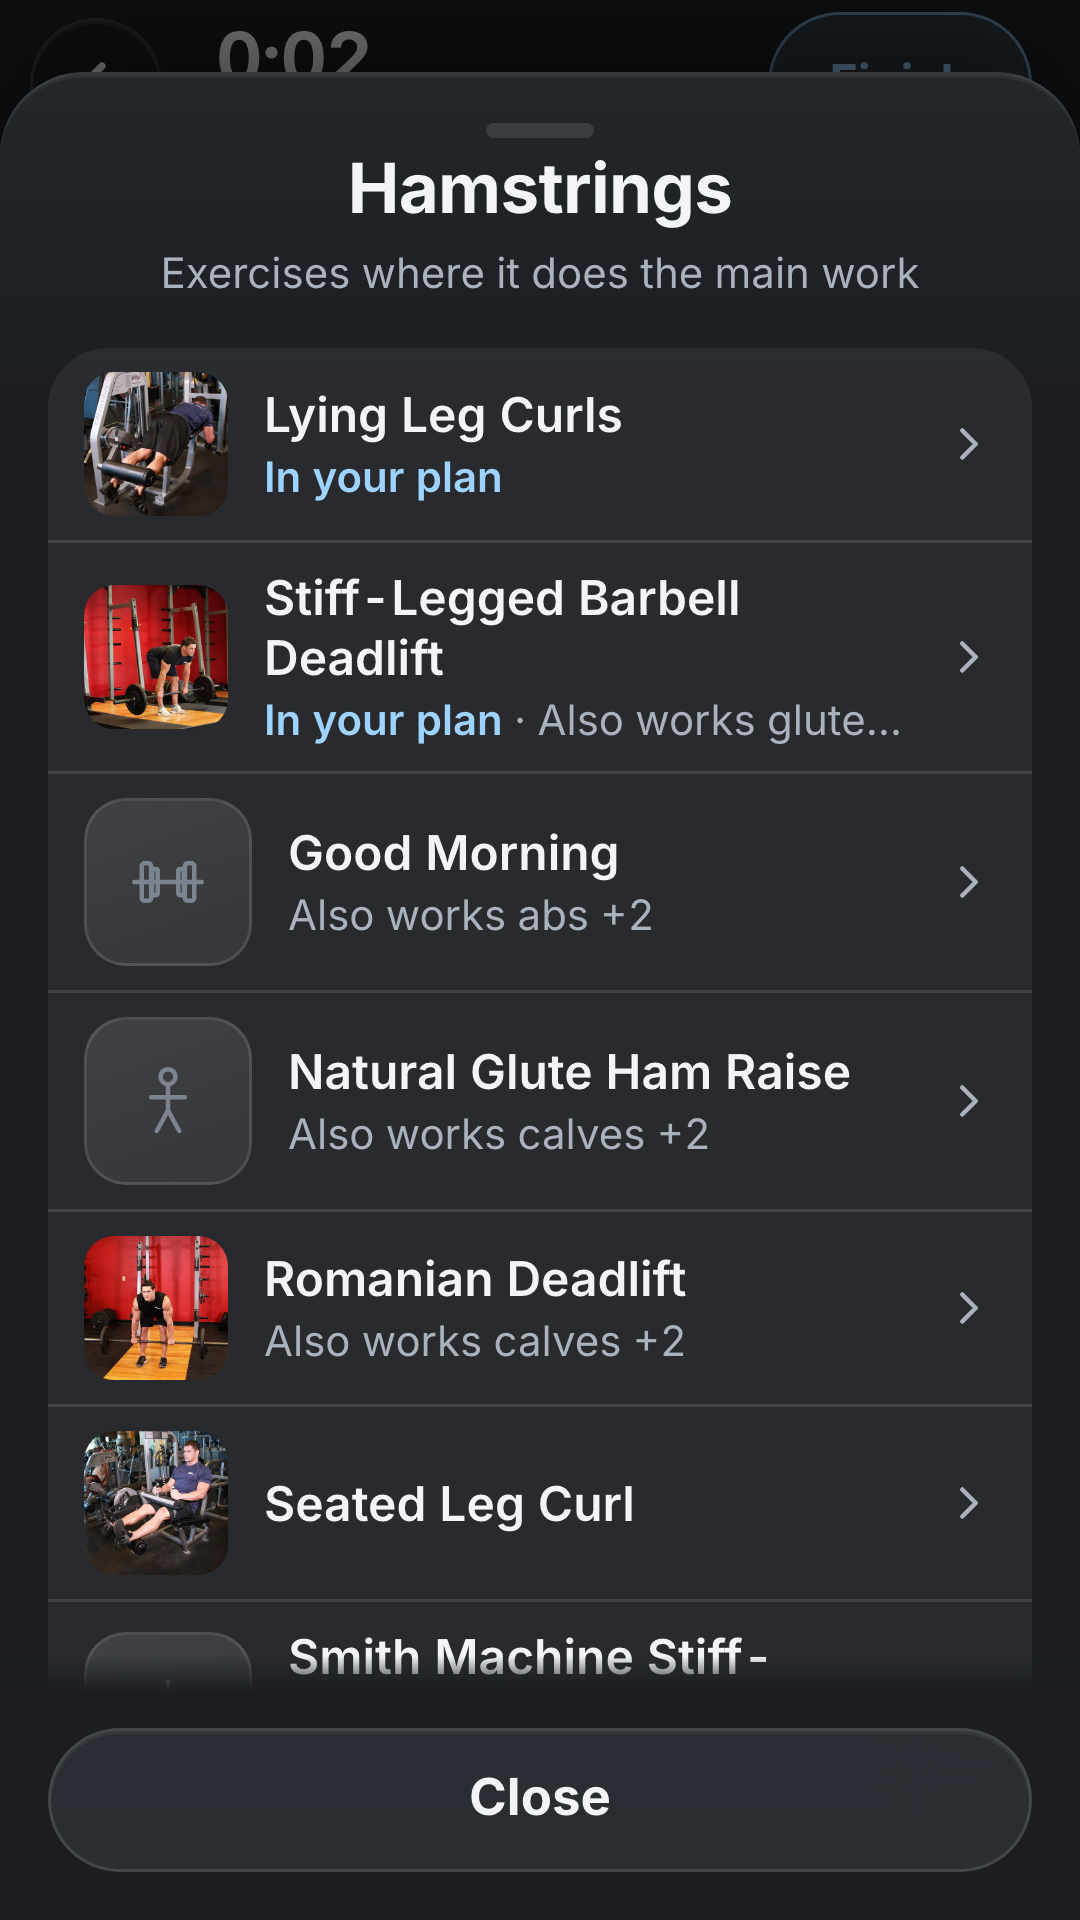 0:02
Hamstrings
Exercises where it does the main work
Lying Leg Curls
In your plan
Stiff-Legged Barbell
Deadlift
In your plan · Also works glute...
Good Morning
Also works abs +2
Natural Glute Ham Raise
Also works calves +2
Romanian Deadlift
Also works calves +2
Seated Leg Curl
Smith Machine Stiff-
Close